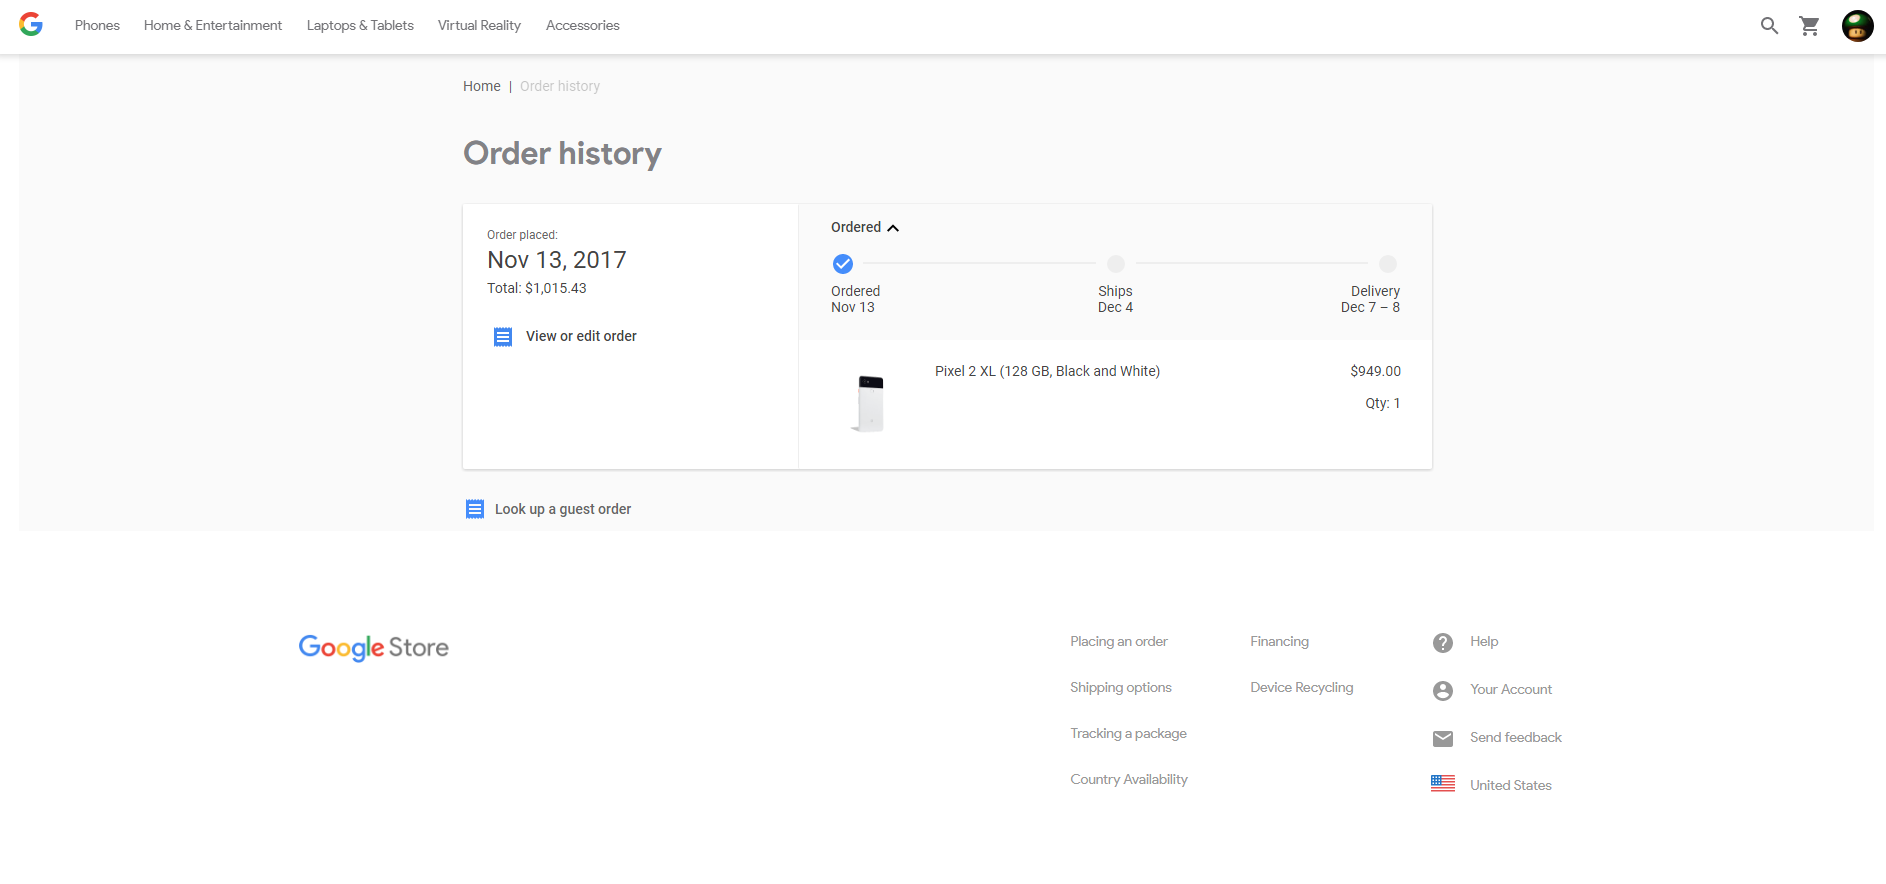 Phones Home & Entertainment Laptops & Tablets Virtual Reality Accessories
Home | Order history
Order history
Order placed:
Nov 13, 2017
Total: $1,015.43
View or edit order
Ordered
Ordered
Nov 13
Ships
Dec 4
Delivery
Dec 7 – 8
Pixel 2 XL (128 GB, Black and White) $949.00
Qty: 1
Look up a guest order
Google Store
Placing an order
Shipping options
Tracking a package
Country Availability
Financing
Device Recycling
Help
Your Account
Send feedback
United States